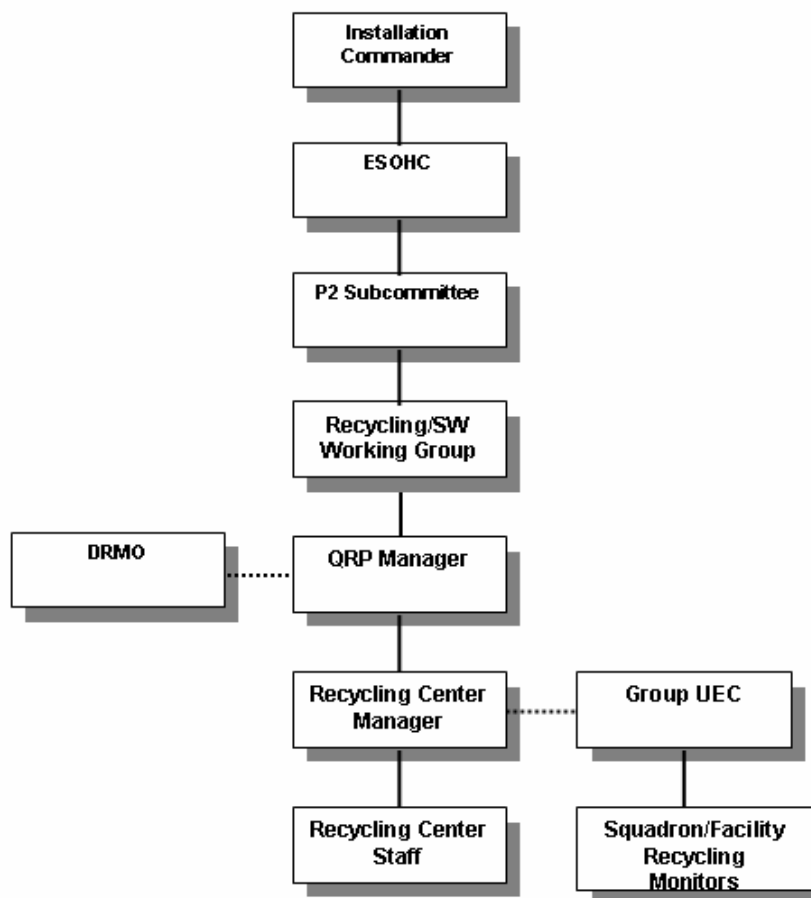 Installation
Commander
ESOHC
P2 Subcommittee
Recycling/SW
Working Group
DRMO
QRP Manager
Recycling Center
Manager
Group UEC
Recycling Center
Staff
Squadron/Facility
Recycling
Monitors